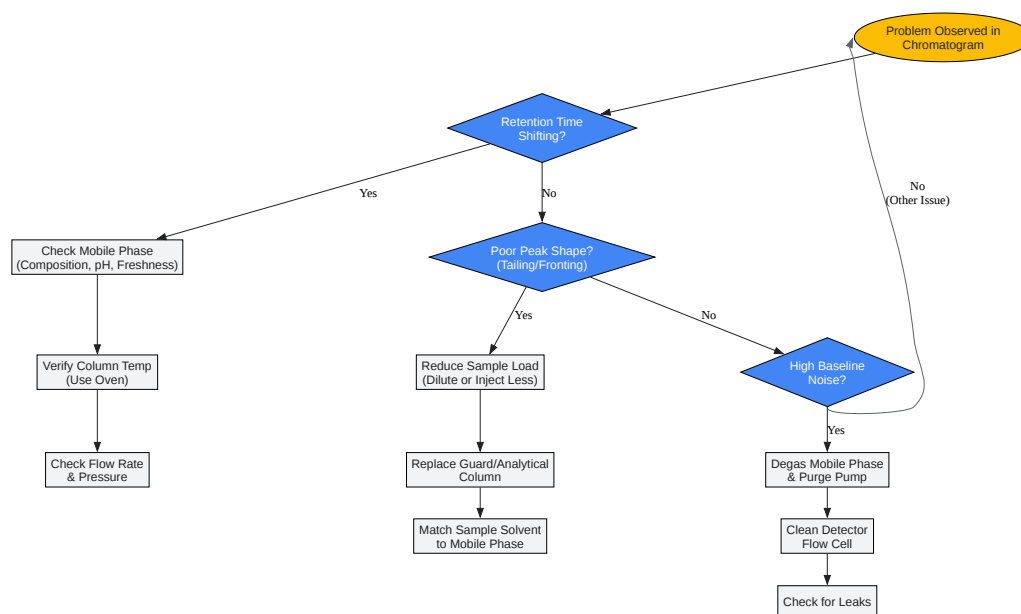 Problem Observed in
Chromatogram
Retention Time
Shifting?
Yes
No
No
(Other Issue)
Check Mobile Phase
(Composition, pH, Freshness)
Poor Peak Shape?
(Tailing/Fronting)
Yes
No
Verify Column Temp
(Use Oven)
Reduce Sample Load
(Dilute or Inject Less)
High Baseline
Noise?
Yes
Check Flow Rate
& Pressure
Replace Guard/Analytical
Column
Degas Mobile Phase
& Purge Pump
Match Sample Solvent
to Mobile Phase
Clean Detector
Flow Cell
Check for Leaks